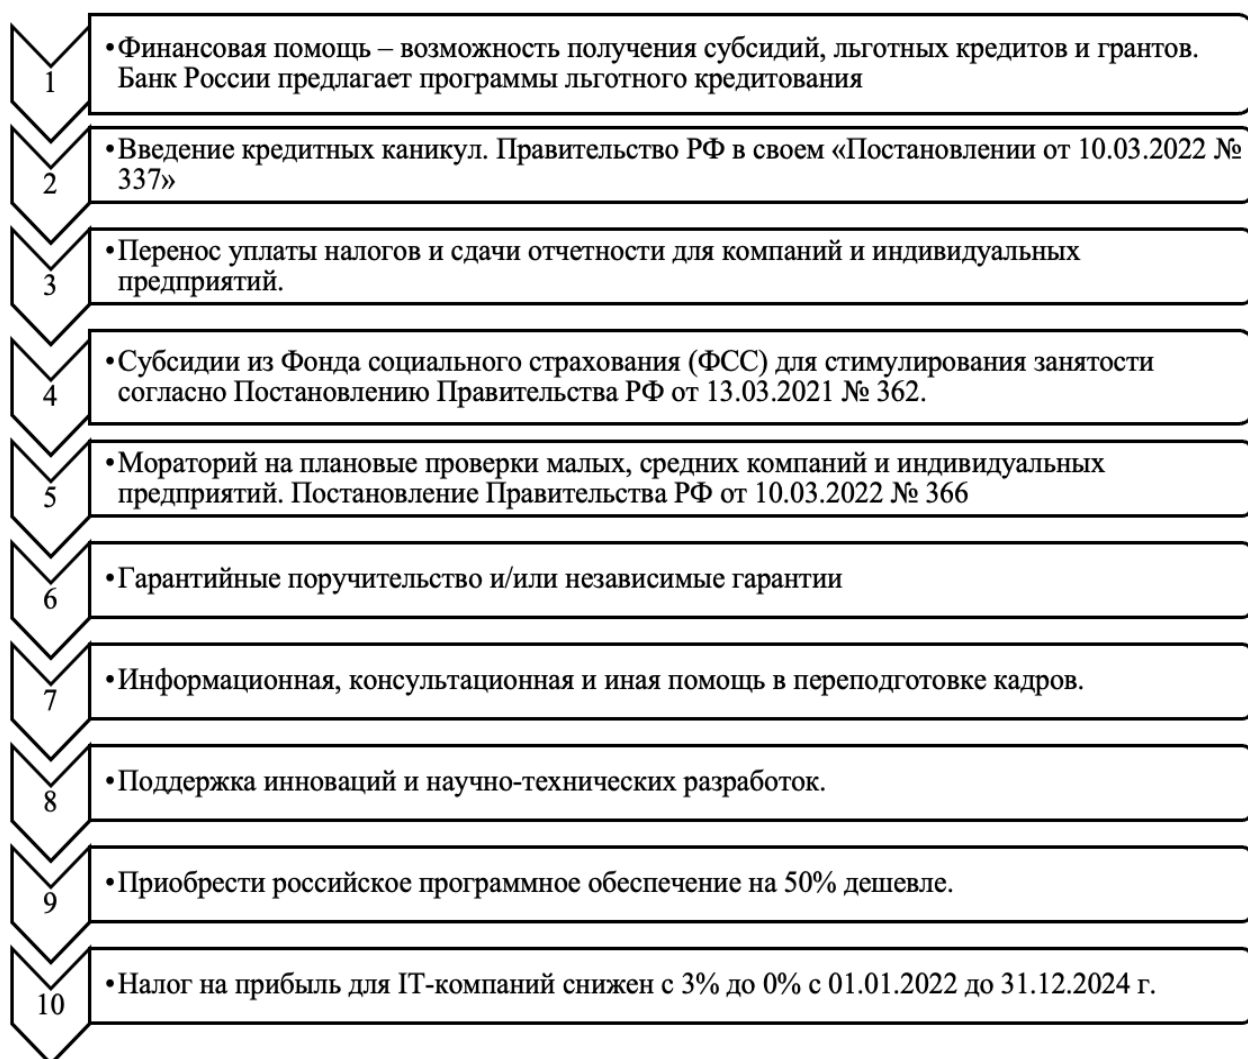 1
•Финансовая помощь – возможность получения субсидий, льготных кредитов и грантов.
Банк России предлагает программы льготного кредитования
2
•Введение кредитных каникул. Правительство РФ в своем «Постановлении от 10.03.2022 №
337»
3
•Перенос уплаты налогов и сдачи отчетности для компаний и индивидуальных
предприятий.
4
•Субсидии из Фонда социального страхования (ФСС) для стимулирования занятости
согласно Постановлению Правительства РФ от 13.03.2021 № 362.
5
•Мораторий на плановые проверки малых, средних компаний и индивидуальных
предприятий. Постановление Правительства РФ от 10.03.2022 № 366
6
•Гарантийные поручительство и/или независимые гарантии
7
•Информационная, консультационная и иная помощь в переподготовке кадров.
8
•Поддержка инноваций и научно-технических разработок.
9
•Приобрести российское программное обеспечение на 50% дешевле.
10
•Налог на прибыль для IT-компаний снижен с 3% до 0% с 01.01.2022 до 31.12.2024 г.